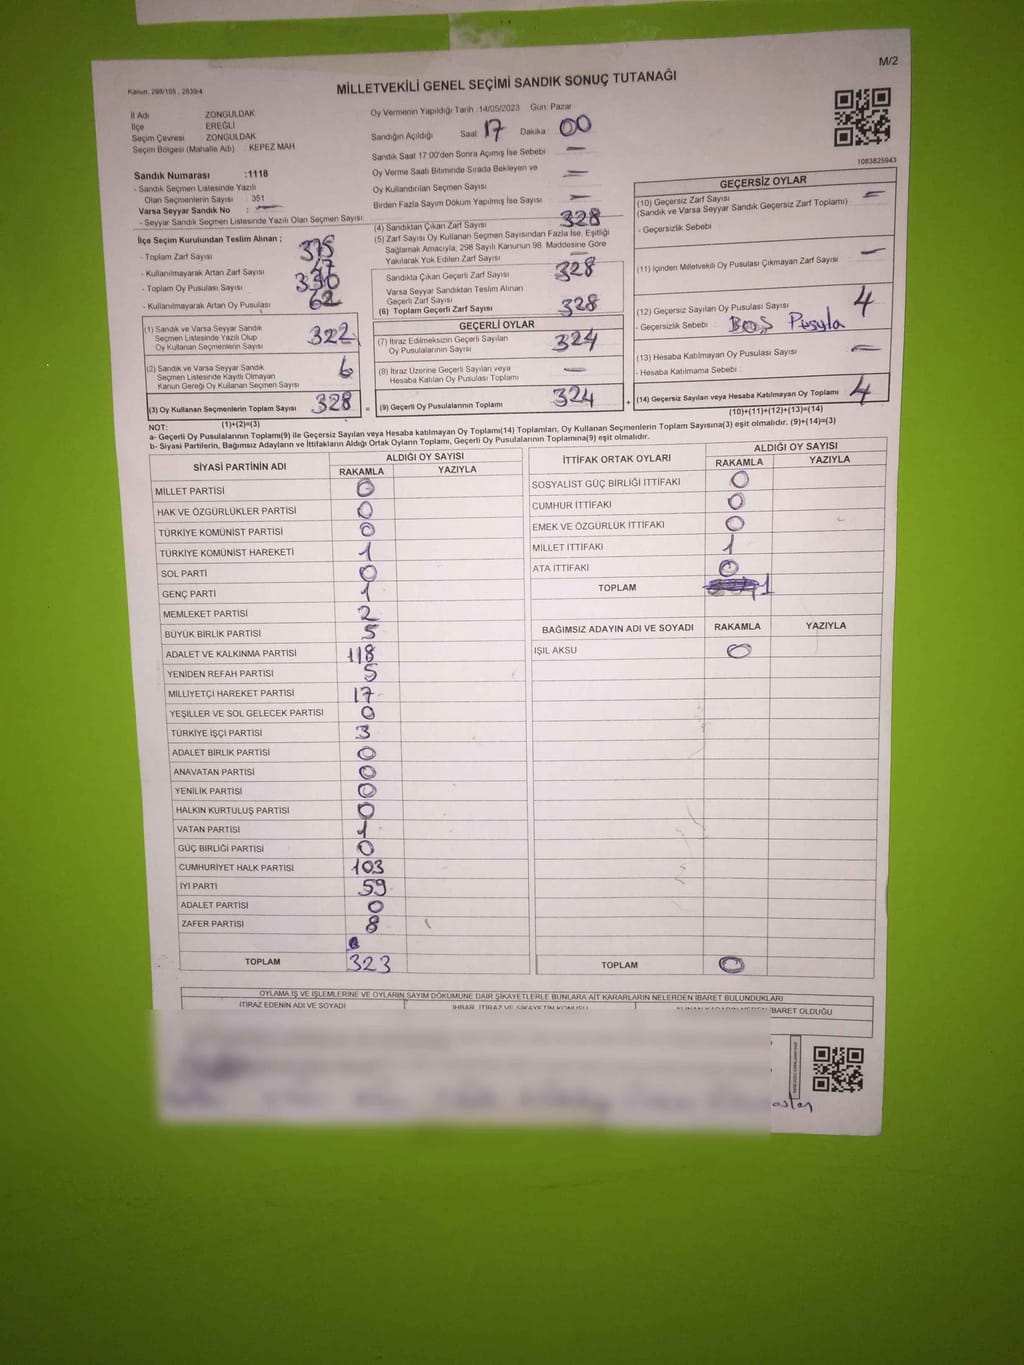 M/2
Kanun, 298/105, 2839/4
MİLLETVEKİLİ GENEL SEÇİMİ SANDIK SONUÇ TUTANAĞI
İl Adı ZONGULDAK
İlçe EREĞLİ
Seçim Çevresi ZONGULDAK
Seçim Bölgesi (Mahalle Adı) KEPEZ MAH
Sandık Numarası :1118
- Sandık Seçmen Listesinde Yazılı
Olan Seçmenlerin Sayısı 351
Varsa Seyyar Sandık No : —
- Seyyar Sandık Seçmen Listesinde Yazılı Olan Seçmen Sayısı
İlçe Seçim Kurulundan Teslim Alınan ;
- Toplam Zarf Sayısı 375
- Kullanılmayarak Artan Zarf Sayısı 47
- Toplam Oy Pusulası Sayısı
- Kullanılmayarak Artan Oy Pusulası 62
(1) Sandık ve Varsa Seyyar Sandık
Seçmen Listesinde Yazılı Olup
Oy Kullanan Seçmenlerin Sayısı 322
(2) Sandık ve Varsa Seyyar Sandık
Seçmen Listesinde Kayıtlı Olmayan
Kanun Gereği Oy Kullanan Seçmen Sayısı 6
(3) Oy Kullanan Seçmenlerin Toplam Sayısı 328
(1)+(2)=(3)
Oy Vermenin Yapıldığı Tarih 14/05/2023 Gün: Pazar
Sandığın Açıldığı Saat 17 Dakika 00
Sandık Saat 17:00'den Sonra Açımış İse Sebebi —
Oy Verme Saati Bitiminde Sırada Bekleyen ve
Oy Kullandırılan Seçmen Sayısı —
Birden Fazla Sayım Döküm Yapılmış İse Sayısı —
(4) Sandıktan Çıkan Zarf Sayısı 328
(5) Zarf Sayısı Oy Kullanan Seçmen Sayısından Fazla İse, Eşitliği
Sağlamak Amacıyla, 298 Sayılı Kanunun 98. Maddesine Göre
Yakılarak Yok Edilen Zarf Sayısı —
Sandıkta Çıkan Geçerli Zarf Sayısı 328
Varsa Seyyar Sandıktan Teslim Alınan
Geçerli Zarf Sayısı
(6) Toplam Geçerli Zarf Sayısı 328
GEÇERLİ OYLAR
(7) İtiraz Edilmeksizin Geçerli Sayılan
Oy Pusulalarının Sayısı 324
(8) İtiraz Üzerine Geçerli Sayılan veya
Hesaba Katılan Oy Pusulası Toplamı —
= (9) Geçerli Oy Pusulalarının Toplamı 324
1083825943
GEÇERSİZ OYLAR
(10) Geçersiz Zarf Sayısı —
(Sandık ve Varsa Seyyar Sandık Geçersiz Zarf Toplamı)
- Geçersizlik Sebebi
(11) İçinden Milletvekili Oy Pusulası Çıkmayan Zarf Sayısı —
(12) Geçersiz Sayılan Oy Pusulası Sayısı 4
- Geçersizlik Sebebi : Boş Pusula
(13) Hesaba Katılmayan Oy Pusulası Sayısı —
- Hesaba Katılmama Sebebi :
+ (14) Geçersiz Sayılan veya Hesaba Katılmayan Oy Toplamı 4
(10)+(11)+(12)+(13)=(14)
NOT:
a- Geçerli Oy Pusulalarının Toplamı(9) ile Geçersiz Sayılan veya Hesaba katılmayan Oy Toplamı(14) Toplamları, Oy Kullanan Seçmenlerin Toplam Sayısına(3) eşit olmalıdır. (9)+(14)=(3)
b- Siyasi Partilerin, Bağımsız Adayların ve İttifakların Aldığı Ortak Oyların Toplamı, Geçerli Oy Pusulalarının Toplamına(9) eşit olmalıdır.
SİYASİ PARTİNİN ADI ALDIĞI OY SAYISI
RAKAMLA YAZIYLA
MİLLET PARTİSİ 0
HAK VE ÖZGÜRLÜKLER PARTİSİ 0
TÜRKİYE KOMÜNİST PARTİSİ 0
TÜRKİYE KOMÜNİST HAREKETİ 1
SOL PARTİ 0
GENÇ PARTİ 1
MEMLEKET PARTİSİ 2
BÜYÜK BİRLİK PARTİSİ 5
ADALET VE KALKINMA PARTİSİ 118
YENİDEN REFAH PARTİSİ 5
MİLLİYETÇİ HAREKET PARTİSİ 17
YEŞİLLER VE SOL GELECEK PARTİSİ 0
TÜRKİYE İŞÇİ PARTİSİ 3
ADALET BİRLİK PARTİSİ 0
ANAVATAN PARTİSİ 0
YENİLİK PARTİSİ 0
HALKIN KURTULUŞ PARTİSİ 0
VATAN PARTİSİ 1
GÜÇ BİRLİĞİ PARTİSİ 0
CUMHURİYET HALK PARTİSİ 103
İYİ PARTİ 59
ADALET PARTİSİ 0
ZAFER PARTİSİ 8
TOPLAM 323
İTTİFAK ORTAK OYLARI ALDIĞI OY SAYISI
RAKAMLA YAZIYLA
SOSYALİST GÜÇ BİRLİĞİ İTTİFAKI 0
CUMHUR İTTİFAKI 0
EMEK VE ÖZGÜRLÜK İTTİFAKI 0
MİLLET İTTİFAKI 1
ATA İTTİFAKI 0
TOPLAM 1
BAĞIMSIZ ADAYIN ADI VE SOYADI RAKAMLA YAZIYLA
IŞIL AKSU 0
TOPLAM 0
OYLAMA İŞ VE İŞLEMLERİNE VE OYLARIN SAYIM DÖKÜMÜNE DAİR ŞİKAYETLERLE BUNLARA AİT KARARLARIN NELERDEN İBARET BULUNDUKLARI
İTİRAZ EDENİN ADI VE SOYADI İHBAR, İTİRAZ VE ŞİKAYETİN KONUSU ALINAN KARARIN NEDEN İBARET OLDUĞU